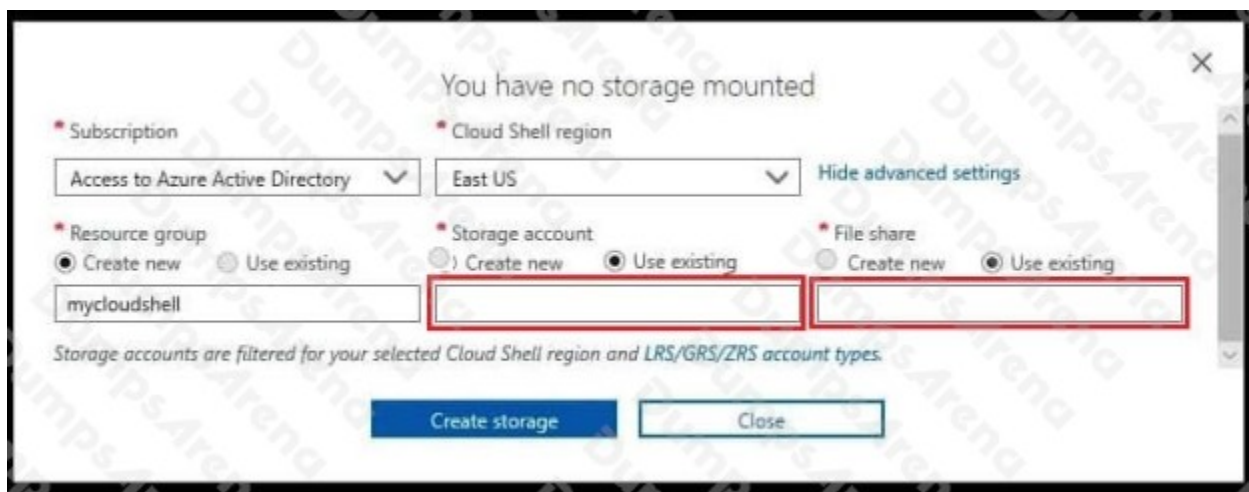 You have no storage mounted
* Subscription
* Cloud Shell region
Access to Azure Active Directory
East US
Hide advanced settings
* Resource group
* Storage account
* File share
Create new
Use existing
Create new
Use existing
Create new
Use existing
mycloudshell
Storage accounts are filtered for your selected Cloud Shell region and LRS/GRS/ZRS account types.
Create storage
Close
DumpsArena